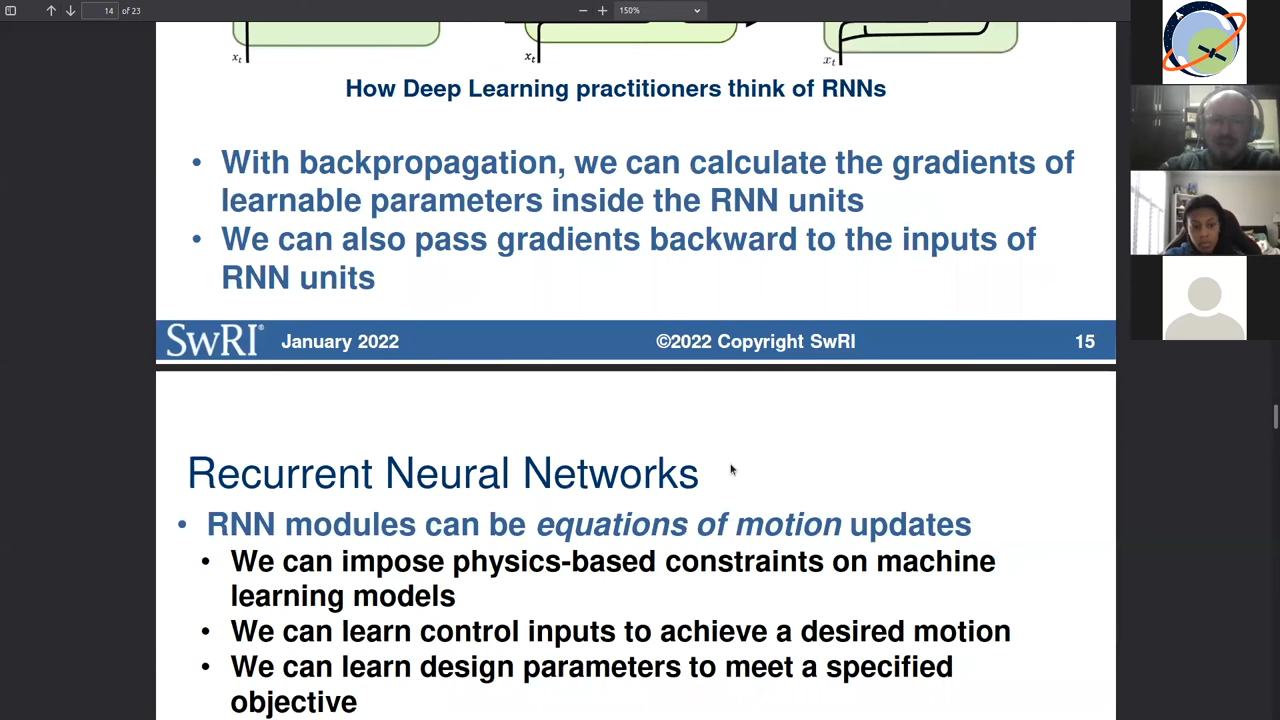 14 of 23
150%
xt xt xt
How Deep Learning practitioners think of RNNs
• With backpropagation, we can calculate the gradients of
learnable parameters inside the RNN units
• We can also pass gradients backward to the inputs of
RNN units
SwRI® January 2022 ©2022 Copyright SwRI 15
Recurrent Neural Networks
• RNN modules can be equations of motion updates
• We can impose physics-based constraints on machine
learning models
• We can learn control inputs to achieve a desired motion
• We can learn design parameters to meet a specified
objective